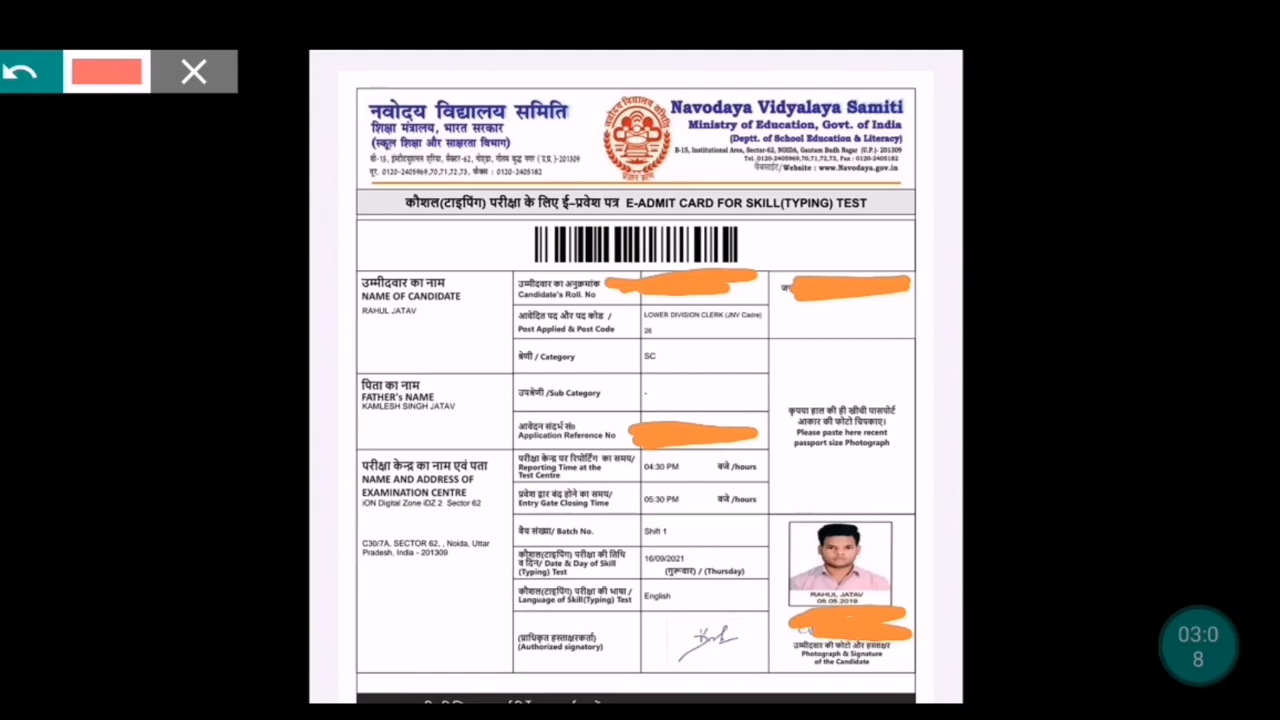 नवोदय विद्यालय समिति
शिक्षा मंत्रालय, भारत सरकार
(स्कूल शिक्षा और साक्षरता विभाग)
बी-15, इंस्टीट्यूशनल एरिया, सैक्टर-62, नोएडा, गौतम बुद्ध नगर (उ.प्र.)-201309
दूर. 0120-2405969,70,71,72,73, फैक्स : 0120-2405182
Navodaya Vidyalaya Samiti
Ministry of Education, Govt. of India
(Deptt. of School Education & Literacy)
B-15, Institutional Area, Sector-62, NOIDA, Gautam Budh Nagar (U.P.)- 201309
Tel. 0120-2405969,70,71,72,73, Fax : 0120-2405182
वेबसाईट/Website : www.Navodaya.gov.in
कौशल(टाइपिंग) परीक्षा के लिए ई-प्रवेश पत्र E-ADMIT CARD FOR SKILL(TYPING) TEST
उम्मीदवार का नाम
NAME OF CANDIDATE
RAHUL JATAV
उम्मीदवार का अनुक्रमांक
Candidate's Roll. No
आवेदित पद और पद कोड /
Post Applied & Post Code
LOWER DIVISION CLERK (JNV Cadre)
26
श्रेणी / Category
SC
पिता का नाम
FATHER's NAME
KAMLESH SINGH JATAV
उपश्रेणी /Sub Category
-
आवेदन संदर्भ सं०
Application Reference No
कृपया हाल की ही खींची पासपोर्ट
आकार की फोटो चिपकाए।
Please paste here recent
passport size Photograph
परीक्षा केन्द्र का नाम एवं पता
NAME AND ADDRESS OF
EXAMINATION CENTRE
iON Digital Zone iDZ 2 Sector 62
C30/7A, SECTOR 62, , Noida, Uttar
Pradesh, India - 201309
परीक्षा केन्द्र पर रिपोर्टिंग का समय/
Reporting Time at the
Test Centre
04:30 PM बजे /hours
प्रवेश द्वार बंद होने का समय/
Entry Gate Closing Time
05:30 PM बजे /hours
बैच संख्या/ Batch No.
Shift 1
कौशल(टाइपिंग) परीक्षा की तिथि
व दिन/ Date & Day of Skill
(Typing) Test
16/09/2021
(गुरूवार) / (Thursday)
कौशल(टाइपिंग) परीक्षा की भाषा /
Language of Skill(Typing) Test
English
(प्राधिकृत हस्ताक्षरकर्ता)
(Authorized signatory)
RAHUL JATAV
उम्मीदवार की फोटो और हस्ताक्षर
Photograph & Signature
of the Candidate
03:0
8